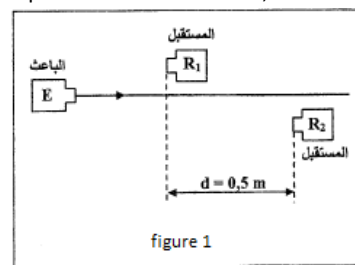 المستقبل
الباعث
R₁
E
R₂
المستقبل
d = 0,5 m
figure 1